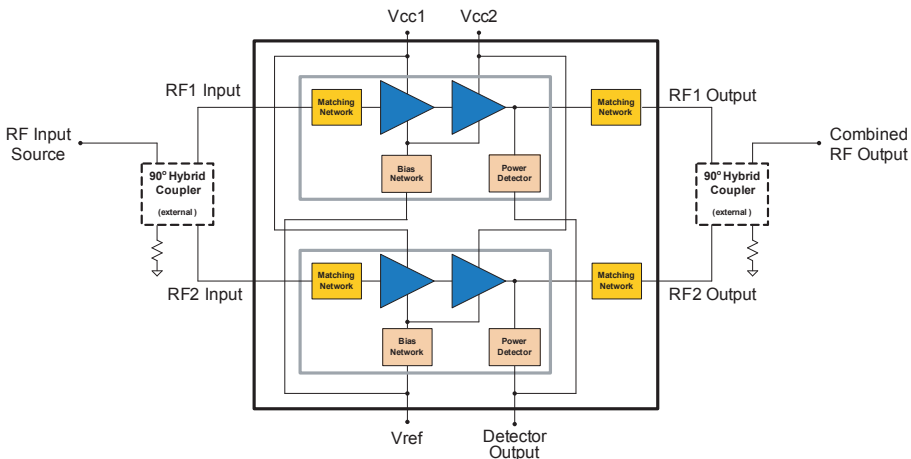 Vcc1
Vcc2
RF1 Input
Matching
Network
Matching
Network
RF1 Output
RF Input
Source
Combined
RF Output
90° Hybrid
Coupler
(external )
Bias
Network
Power
Detector
90° Hybrid
Coupler
(external )
RF2 Input
Matching
Network
Matching
Network
RF2 Output
Bias
Network
Power
Detector
Vref
Detector
Output